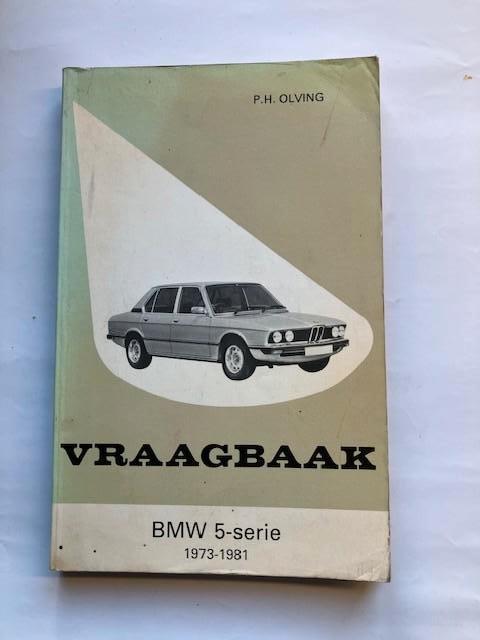 P.H. OLVING
VRAAGBAAK
BMW 5-serie
1973-1981